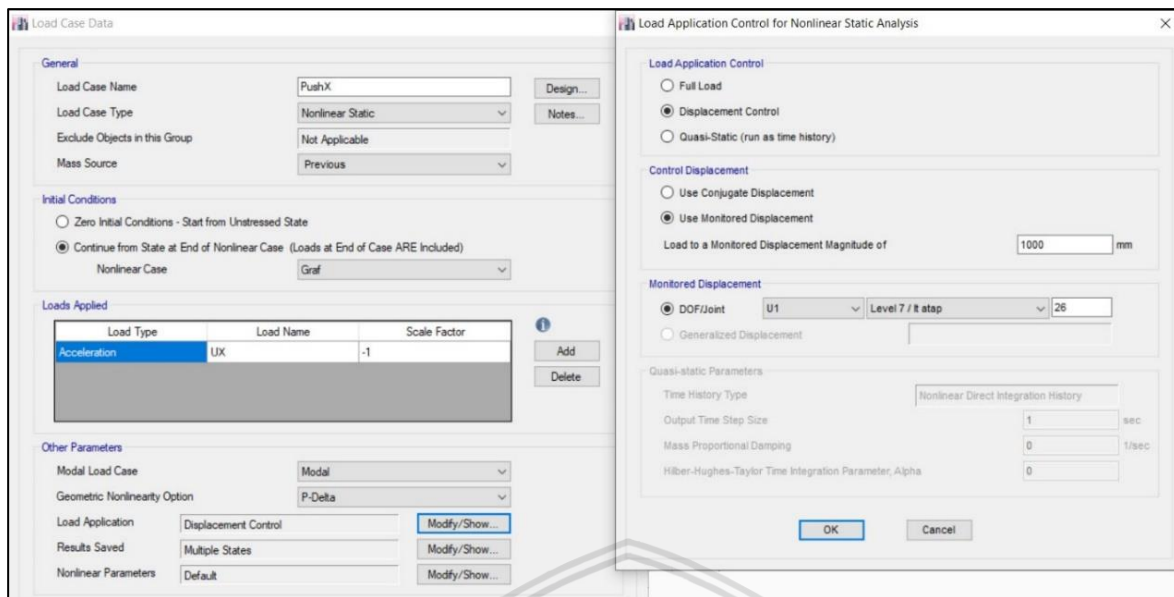 Load Case Data
General
Load Case Name PushX Design...
Load Case Type Nonlinear Static Notes...
Exclude Objects in this Group Not Applicable
Mass Source Previous
Initial Conditions
Zero Initial Conditions - Start from Unstressed State
Continue from State at End of Nonlinear Case (Loads at End of Case ARE Included)
Nonlinear Case Graf
Loads Applied
Load Type Load Name Scale Factor
Acceleration UX -1
Add
Delete
Other Parameters
Modal Load Case Modal
Geometric Nonlinearity Option P-Delta
Load Application Displacement Control Modify/Show...
Results Saved Multiple States Modify/Show...
Nonlinear Parameters Default Modify/Show...
Load Application Control for Nonlinear Static Analysis
Load Application Control
Full Load
Displacement Control
Quasi-Static (run as time history)
Control Displacement
Use Conjugate Displacement
Use Monitored Displacement
Load to a Monitored Displacement Magnitude of 1000 mm
Monitored Displacement
DOF/Joint U1 Level 7 / lt atap 26
Generalized Displacement
Quasi-static Parameters
Time History Type Nonlinear Direct Integration History
Output Time Step Size 1 sec
Mass Proportional Damping 0 1/sec
Hilber-Hughes-Taylor Time Integration Parameter, Alpha 0
OK Cancel